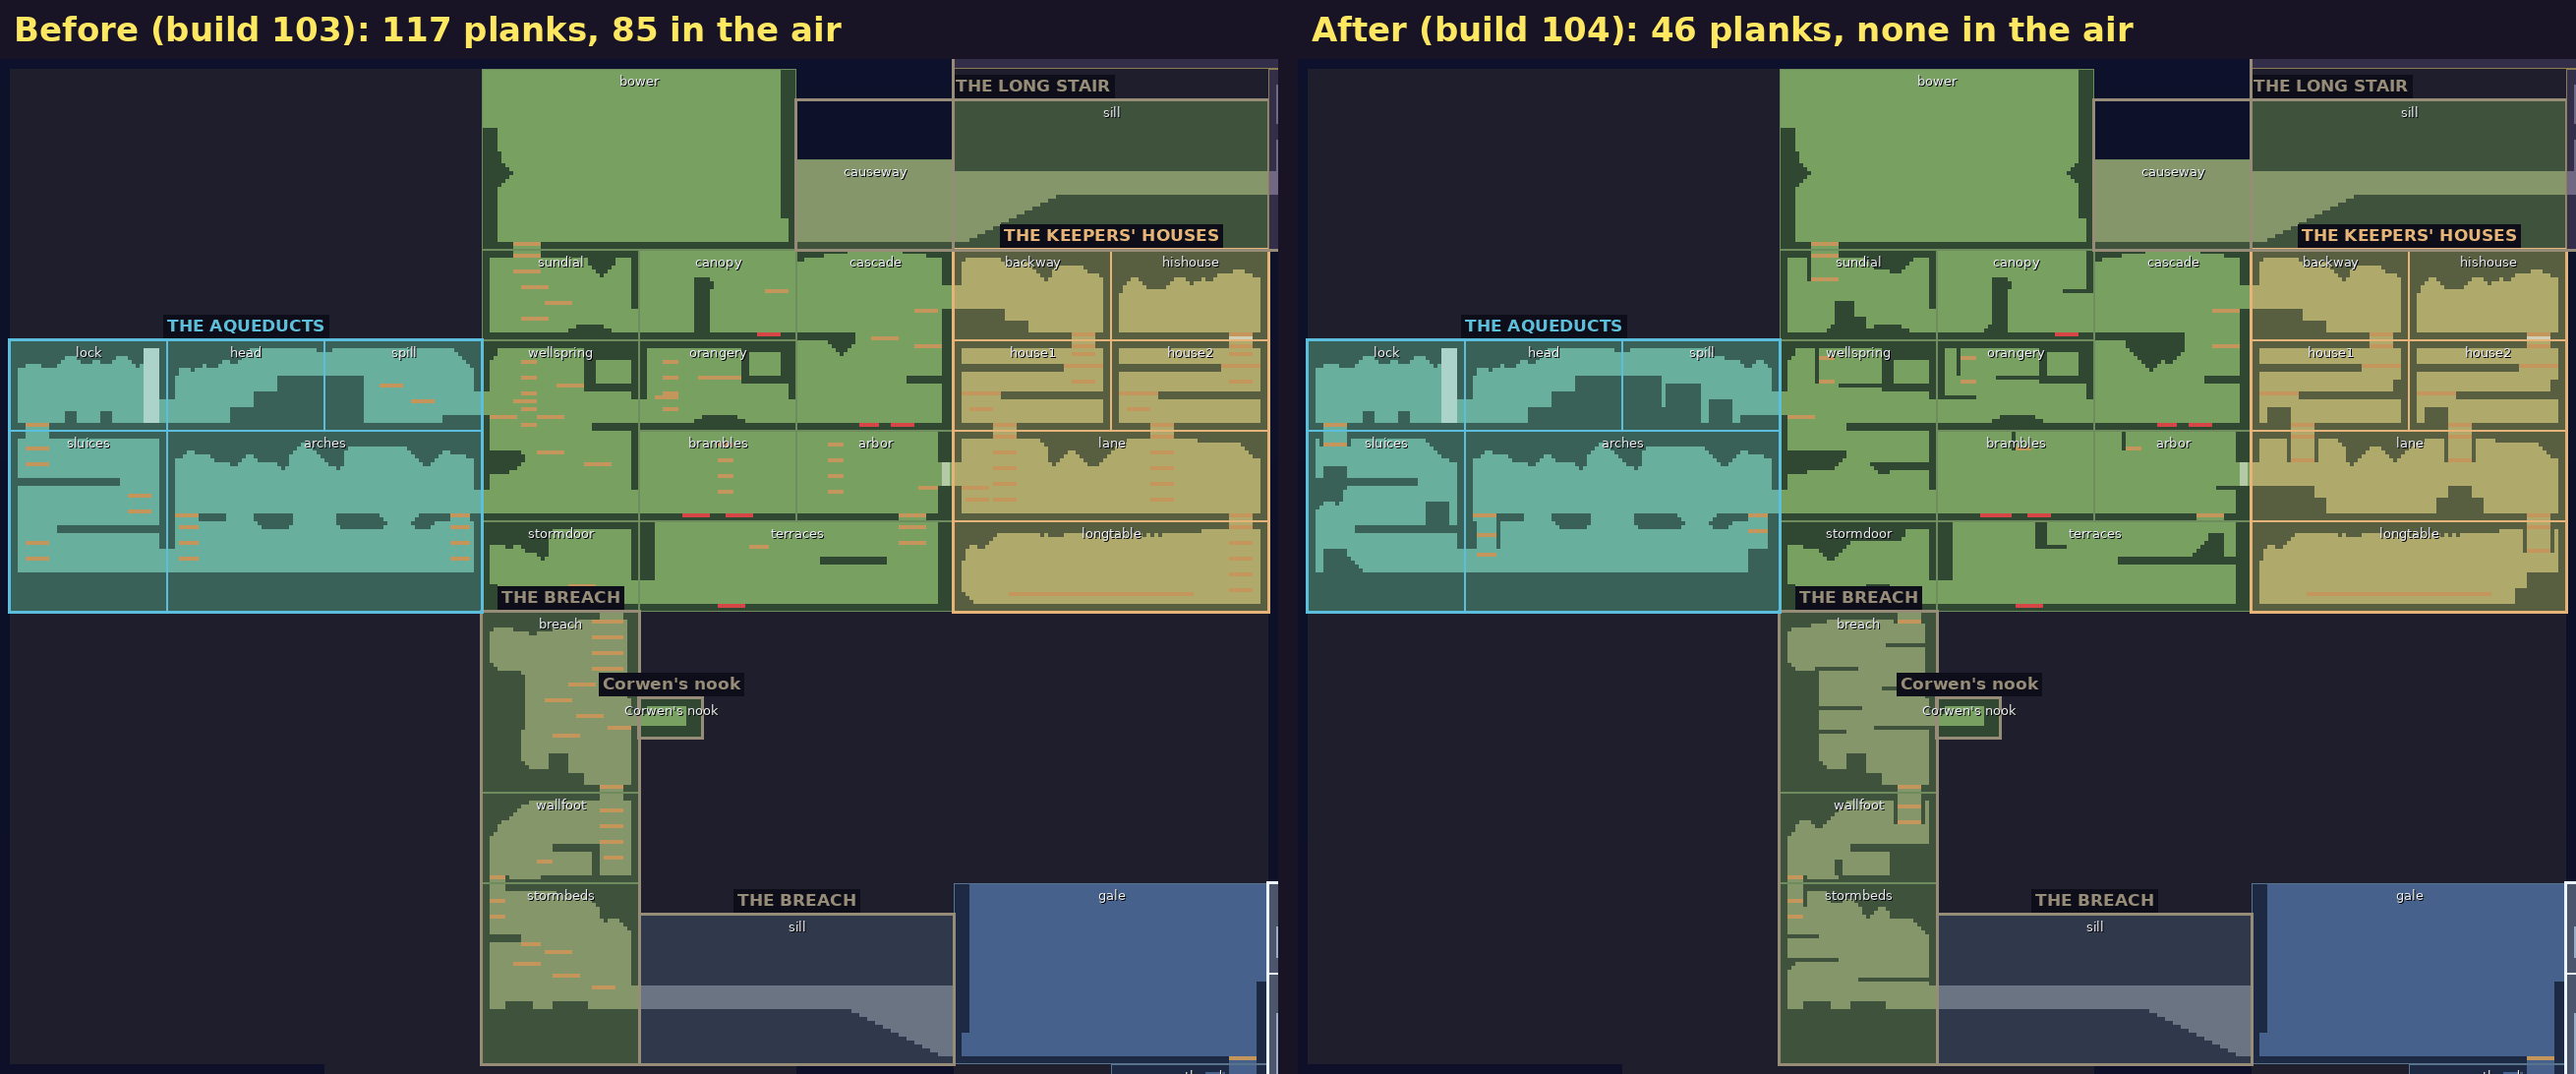 Before (build 103): 117 planks, 85 in the air
bower
THE LONG STAIR
sill
causeway
THE KEEPERS' HOUSES
sundial
canopy
cascade
backway
hishouse
THE AQUEDUCTS
lock
head
spill
wellspring
orangery
house1
house2
sluices
arches
brambles
arbor
lane
stormdoor
terraces
longtable
THE BREACH
breach
Corwen's nook
Corwen's nook
wallfoot
stormbeds
THE BREACH
sill
gale
After (build 104): 46 planks, none in the air
bower
THE LONG STAIR
sill
causeway
THE KEEPERS' HOUSES
sundial
canopy
cascade
backway
hishouse
THE AQUEDUCTS
lock
head
spill
wellspring
orangery
house1
house2
sluices
arches
brambles
arbor
lane
stormdoor
terraces
longtable
THE BREACH
breach
Corwen's nook
Corwen's nook
wallfoot
stormbeds
THE BREACH
sill
gale